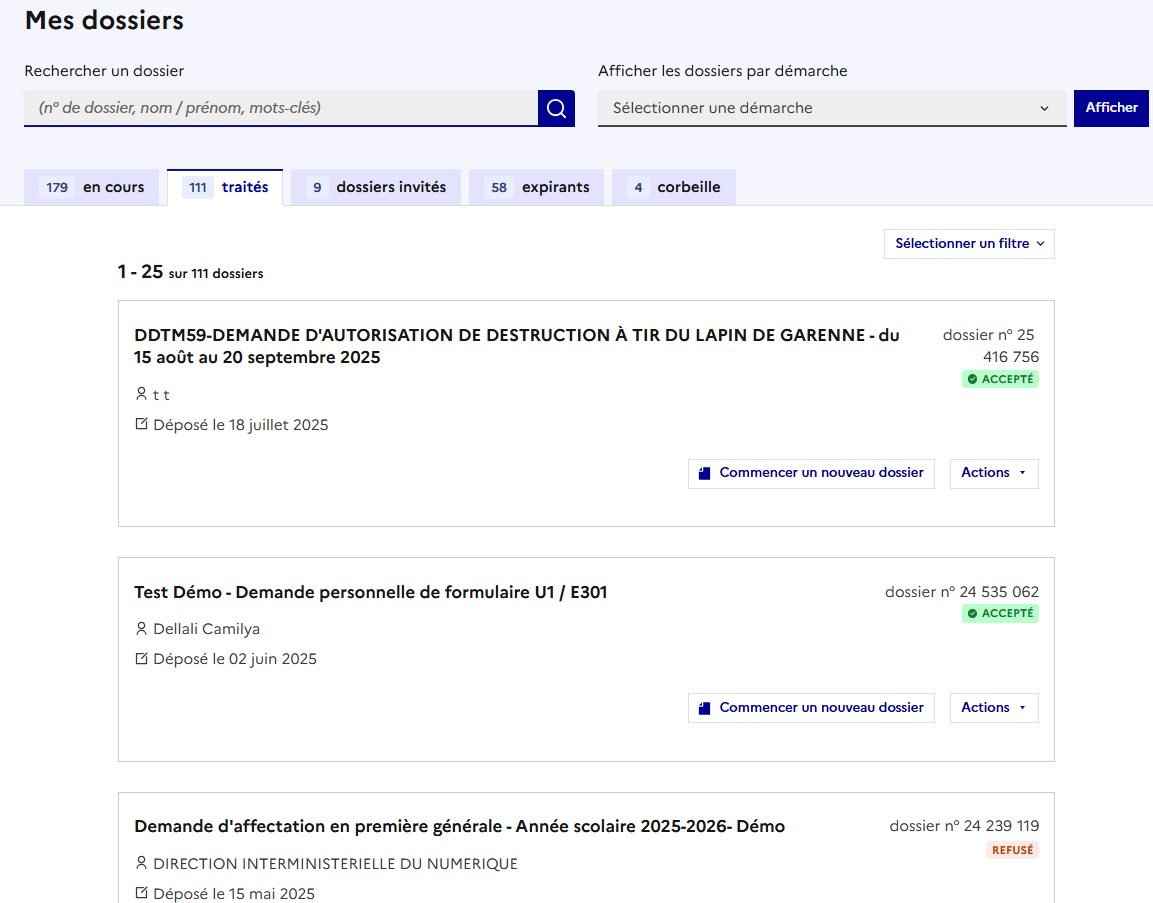 Mes dossiers
Rechercher un dossier
Afficher les dossiers par démarche
(nº de dossier, nom / prénom, mots-clés)
Sélectionner une démarche
Afficher
179 en cours
111 traités
9 dossiers invités
58 expirants
4 corbeille
Sélectionner un filtre
1 - 25 sur 111 dossiers
DDTM59-DEMANDE D'AUTORISATION DE DESTRUCTION À TIR DU LAPIN DE GARENNE - du
15 août au 20 septembre 2025
dossier nº 25
416 756
ACCEPTÉ
t t
Déposé le 18 juillet 2025
Commencer un nouveau dossier
Actions
Test Démo - Demande personnelle de formulaire U1 / E301
dossier nº 24 535 062
ACCEPTÉ
Dellali Camilya
Déposé le 02 juin 2025
Commencer un nouveau dossier
Actions
Demande d'affectation en première générale - Année scolaire 2025-2026- Démo
dossier nº 24 239 119
REFUSÉ
DIRECTION INTERMINISTERIELLE DU NUMERIQUE
Déposé le 15 mai 2025